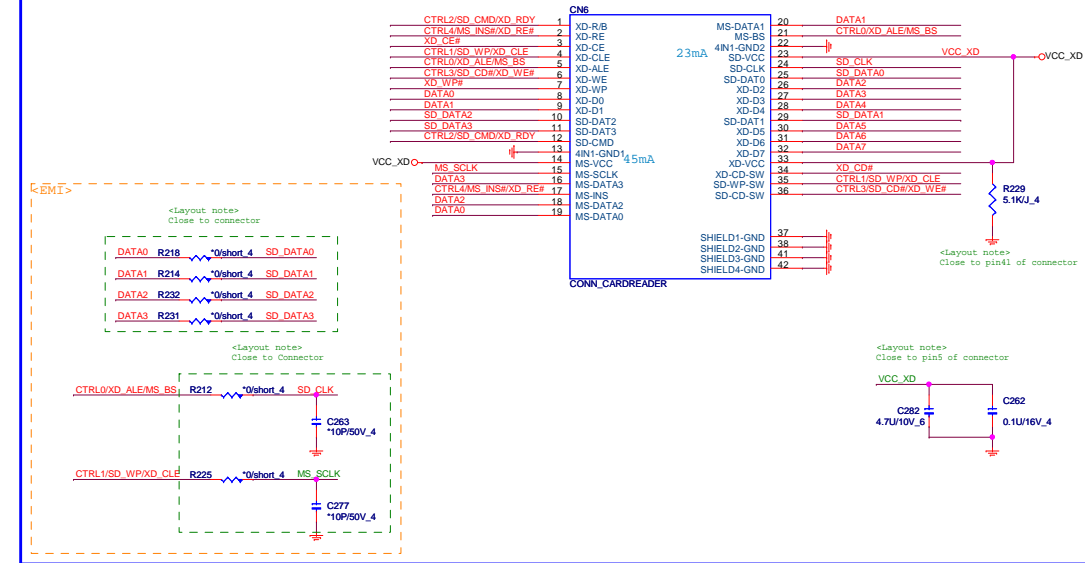 CN6
CTRL2/SD_CMD/XD_RDY 1 XD-R/B
CTRL4/MS_INS#/XD_RE# 2 XD-RE
XD_CE# 3 XD-CE
CTRL1/SD_WP/XD_CLE 4 XD-CLE
CTRL0/XD_ALE/MS_BS 5 XD-ALE
CTRL3/SD_CD#/XD_WE# 6 XD-WE
XD_WP# 7 XD-WP
DATA0 8 XD-D0
DATA1 9 XD-D1
SD_DATA2 10 SD-DAT2
SD_DATA3 11 SD-DAT3
CTRL2/SD_CMD/XD_RDY 12 SD-CMD
13 4IN1-GND1
VCC_XD 14 MS-VCC
MS_SCLK 15 MS-SCLK
DATA3 16 MS-DATA3
CTRL4/MS_INS#/XD_RE# 17 MS-INS
DATA2 18 MS-DATA2
DATA0 19 MS-DATA0
23mA
45mA
MS-DATA1 20 DATA1
MS-BS 21 CTRL0/XD_ALE/MS_BS
4IN1-GND2 22
SD-VCC 23 VCC_XD VCC_XD
SD-CLK 24 SD_CLK
SD-DAT0 25 SD_DATA0
XD-D2 26 DATA2
XD-D3 27 DATA3
XD-D4 28 DATA4
SD-DAT1 29 SD_DATA1
XD-D5 30 DATA5
XD-D6 31 DATA6
XD-D7 32 DATA7
XD-VCC 33
XD-CD-SW 34 XD_CD#
SD-WP-SW 35 CTRL1/SD_WP/XD_CLE
SD-CD-SW 36 CTRL3/SD_CD#/XD_WE#
SHIELD1-GND 37
SHIELD2-GND 38
SHIELD3-GND 41
SHIELD4-GND 42
CONN_CARDREADER
R229
5.1K/J_4
<Layout note>
Close to pin41 of connector
<EMI>
<Layout note>
Close to connector
DATA0 R218 *0/short_4 SD_DATA0
DATA1 R214 *0/short_4 SD_DATA1
DATA2 R232 *0/short_4 SD_DATA2
DATA3 R231 *0/short_4 SD_DATA3
<Layout note>
Close to Connector
CTRL0/XD_ALE/MS_BS R212 *0/short_4 SD_CLK
C263
*10P/50V_4
CTRL1/SD_WP/XD_CLE R225 *0/short_4 MS_SCLK
C277
*10P/50V_4
<Layout note>
Close to pin5 of connector
VCC_XD
C282
4.7U/10V_6
C262
0.1U/16V_4